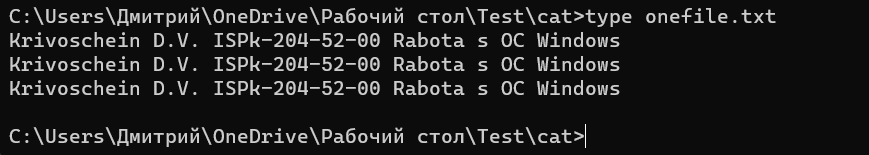 C:\Users\Дмитрий\OneDrive\Рабочий стол\Test\cat>type onefile.txt
Krivoschein D.V. ISPk-204-52-00 Rabota s OC Windows
Krivoschein D.V. ISPk-204-52-00 Rabota s OC Windows
Krivoschein D.V. ISPk-204-52-00 Rabota s OC Windows
C:\Users\Дмитрий\OneDrive\Рабочий стол\Test\cat>